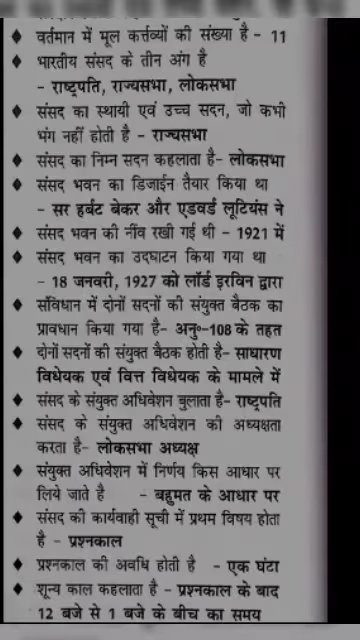 वर्तमान में मूल कर्त्तव्यों की संख्या है - 11
भारतीय संसद के तीन अंग है
- राष्ट्रपति, राज्यसभा, लोकसभा
संसद का स्थायी एवं उच्च सदन, जो कभी
भंग नहीं होती है - राज्यसभा
संसद का निम्न सदन कहलाता है- लोकसभा
संसद भवन का डिजाईन तैयार किया था
- सर हर्बट बेकर और एडवर्ड लूटियंस ने
संसद भवन की नींव रखी गई थी - 1921 में
संसद भवन का उद्घाटन किया गया था
- 18 जनवरी, 1927 को लॉर्ड इरविन द्वारा
संविधान में दोनों सदनों की संयुक्त बैठक का
प्रावधान किया गया है- अनु०-108 के तहत
दोनों सदनों की संयुक्त बैठक होती है- साधारण
विधेयक एवं वित्त विधेयक के मामले में
संसद के संयुक्त अधिवेशन बुलाता है- राष्ट्रपति
संसद के संयुक्त अधिवेशन की अध्यक्षता
करता है- लोकसभा अध्यक्ष
संयुक्त अधिवेशन में निर्णय किस आधार पर
लिये जाते है - बहुमत के आधार पर
संसद की कार्यवाही सूची में प्रथम विषय होता
है - प्रश्नकाल
प्रश्नकाल की अवधि होती है - एक घंटा
शून्य काल कहलाता है - प्रश्नकाल के बाद
12 बजे से 1 बजे के बीच का समय